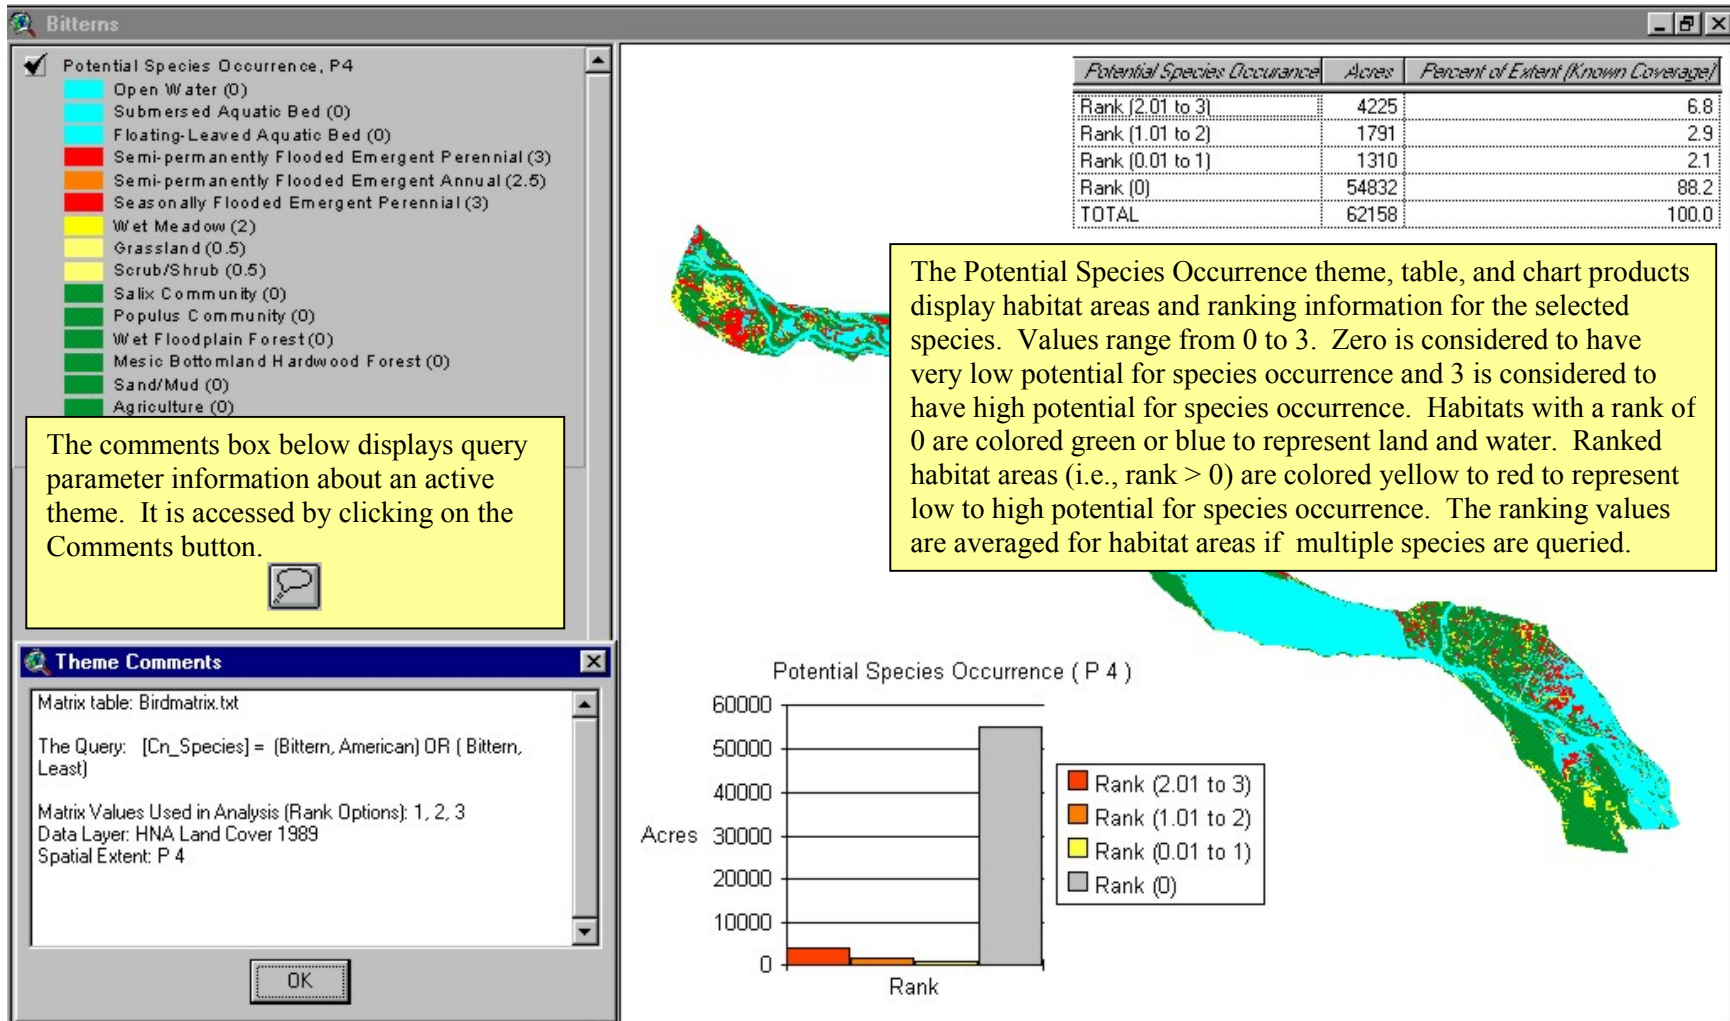 Bitterns
Potential Species Occurrence, P4
Open Water (0)
Submersed Aquatic Bed (0)
Floating-Leaved Aquatic Bed (0)
Semi-permanently Flooded Emergent Perennial (3)
Semi-permanently Flooded Emergent Annual (2.5)
Seasonally Flooded Emergent Perennial (3)
Wet Meadow (2)
Grassland (0.5)
Scrub/Shrub (0.5)
Salix Community (0)
Populus Community (0)
Wet Floodplain Forest (0)
Mesic Bottomland Hardwood Forest (0)
Sand/Mud (0)
Agriculture (0)
The comments box below displays query
parameter information about an active
theme. It is accessed by clicking on the
Comments button.
Theme Comments
Matrix table: Birdmatrix.txt
The Query: [Cn_Species] = (Bittern, American) OR ( Bittern,
Least)
Matrix Values Used in Analysis (Rank Options): 1, 2, 3
Data Layer: HNA Land Cover 1989
Spatial Extent: P 4
OK
Potential Species Occurance Acres Percent of Extent (Known Coverage)
Rank (2.01 to 3) 4225 6.8
Rank (1.01 to 2) 1791 2.9
Rank (0.01 to 1) 1310 2.1
Rank (0) 54832 88.2
TOTAL 62158 100.0
The Potential Species Occurrence theme, table, and chart products
display habitat areas and ranking information for the selected
species. Values range from 0 to 3. Zero is considered to have
very low potential for species occurrence and 3 is considered to
have high potential for species occurrence. Habitats with a rank of
0 are colored green or blue to represent land and water. Ranked
habitat areas (i.e., rank > 0) are colored yellow to red to represent
low to high potential for species occurrence. The ranking values
are averaged for habitat areas if multiple species are queried.
Potential Species Occurrence ( P 4 )
60000
50000
40000
Acres 30000
20000
10000
0
Rank
Rank (2.01 to 3)
Rank (1.01 to 2)
Rank (0.01 to 1)
Rank (0)